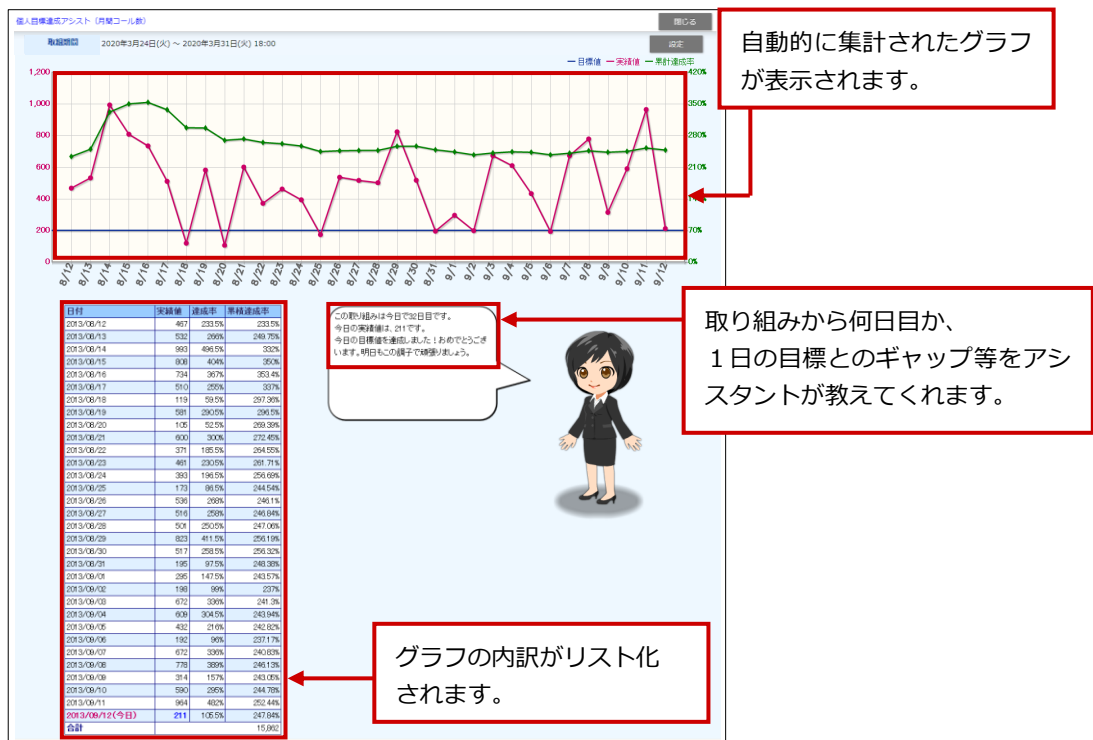 個人目標達成アシスト（月間コール数）
閉じる
取組期間 2020年3月24日(火) ～ 2020年3月31日(火) 18:00
設定
目標値 実績値 累計達成率
1,200 420%
1,000 350%
800 280%
600 210%
400
200 70%
0 0%
8/12 8/13 8/14 8/15 8/16 8/17 8/18 8/19 8/20 8/21 8/22 8/23 8/24 8/25 8/26 8/27 8/28 8/29 8/30 8/31 9/1 9/2 9/3 9/4 9/5 9/6 9/7 9/8 9/9 9/10 9/11 9/12
自動的に集計されたグラフ
が表示されます。
日付 実績値 達成率 累積達成率
2013/08/12 467 233.5% 233.5%
2013/08/13 532 266% 249.75%
2013/08/14 993 496.5% 332%
2013/08/15 808 404% 350%
2013/08/16 734 367% 353.4%
2013/08/17 510 255% 337%
2013/08/18 119 59.5% 297.36%
2013/08/19 581 290.5% 296.5%
2013/08/20 105 52.5% 269.39%
2013/08/21 600 300% 272.45%
2013/08/22 371 185.5% 264.55%
2013/08/23 461 230.5% 261.71%
2013/08/24 393 196.5% 256.69%
2013/08/25 173 86.5% 244.54%
2013/08/26 536 268% 246.1%
2013/08/27 516 258% 246.84%
2013/08/28 501 250.5% 247.06%
2013/08/29 823 411.5% 256.19%
2013/08/30 517 258.5% 256.32%
2013/08/31 195 97.5% 248.38%
2013/09/01 295 147.5% 243.57%
2013/09/02 198 99% 237%
2013/09/03 672 336% 241.3%
2013/09/04 609 304.5% 243.94%
2013/09/05 432 216% 242.82%
2013/09/06 192 96% 237.17%
2013/09/07 672 336% 240.83%
2013/09/08 778 389% 246.13%
2013/09/09 314 157% 243.05%
2013/09/10 590 295% 244.78%
2013/09/11 964 482% 252.44%
2013/09/12(今日) 211 105.5% 247.84%
合計 15,862
この取り組みは今日で32日目です。
今日の実績値は、211です。
今日の目標値を達成しました！おめでとうござ
います。明日もこの調子で頑張りましょう。
取り組みから何日目か、
１日の目標とのギャップ等をアシ
スタントが教えてくれます。
グラフの内訳がリスト化
されます。